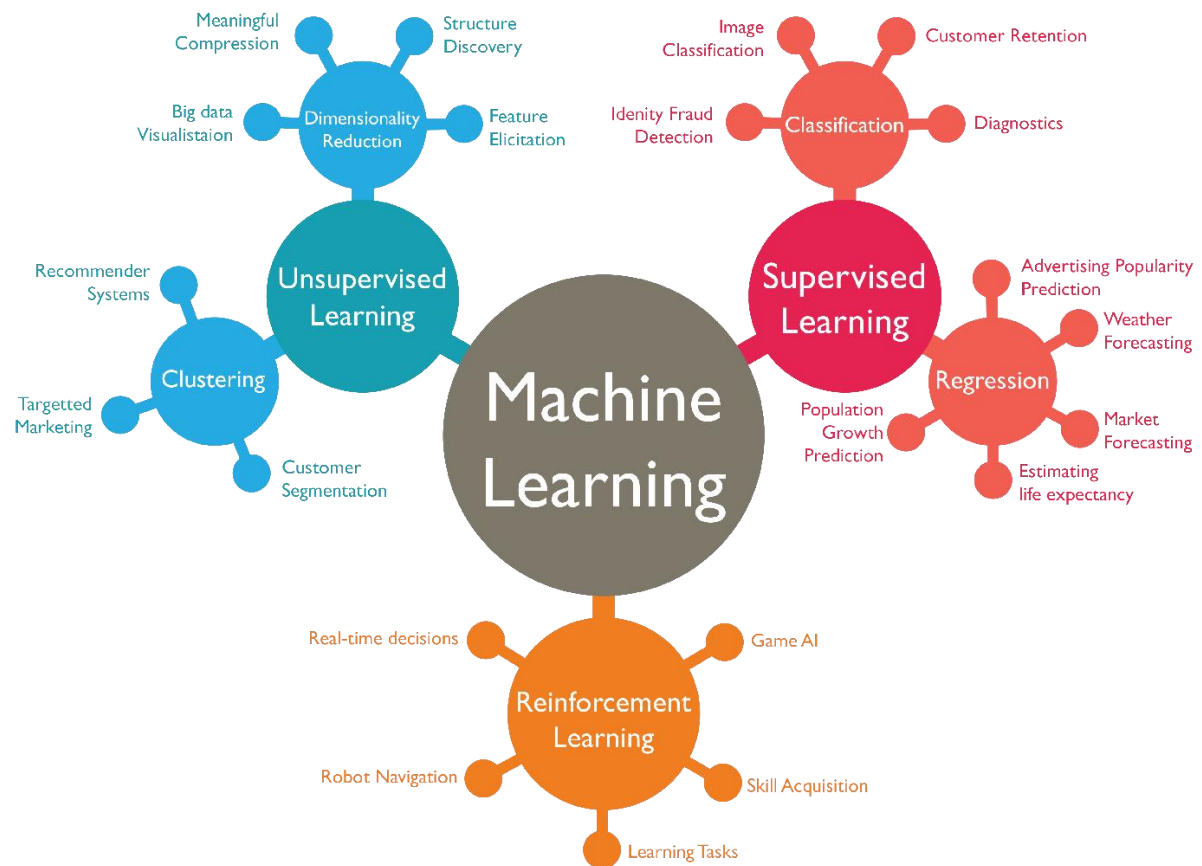 Meaningful
Compression
Structure
Discovery
Big data
Visualistaion
Dimensionality
Reduction
Feature
Elicitation
Image
Classification
Customer Retention
Idenity Fraud
Detection
Classification
Diagnostics
Unsupervised
Learning
Supervised
Learning
Recommender
Systems
Clustering
Targetted
Marketing
Customer
Segmentation
Machine
Learning
Advertising Popularity
Prediction
Weather
Forecasting
Regression
Population
Growth
Prediction
Market
Forecasting
Estimating
life expectancy
Real-time decisions
Game AI
Reinforcement
Learning
Robot Navigation
Skill Acquisition
Learning Tasks